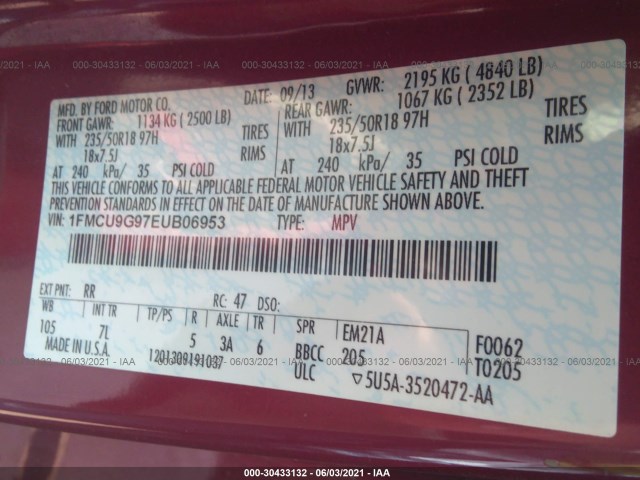 000-30433132 - 06/03/2021 - IAA
MFD. BY FORD MOTOR CO. DATE: 09/13 GVWR: 2195 KG ( 4840 LB)
FRONT GAWR: 1134 KG ( 2500 LB) REAR GAWR: 1067 KG ( 2352 LB)
WITH 235/50R18 97H TIRES WITH 235/50R18 97H TIRES
18x7.5J RIMS 18x7.5J RIMS
AT 240 kPa/ 35 PSI COLD AT 240 kPa/ 35 PSI COLD
THIS VEHICLE CONFORMS TO ALL APPLICABLE FEDERAL MOTOR VEHICLE SAFETY AND THEFT
PREVENTION STANDARDS IN EFFECT ON THE DATE OF MANUFACTURE SHOWN ABOVE.
VIN: 1FMCU9G97EUB06953 TYPE: MPV
EXT PNT: RR RC: 47 DSO:
WB INT TR TP/PS R AXLE TR SPR EM21A F0062
105 7L 5 3A 6 BBCC 205 T0205
MADE IN U.S.A. ULC ▽5U5A-3520472-AA
000-30433132 - 06/03/2021 - IAA